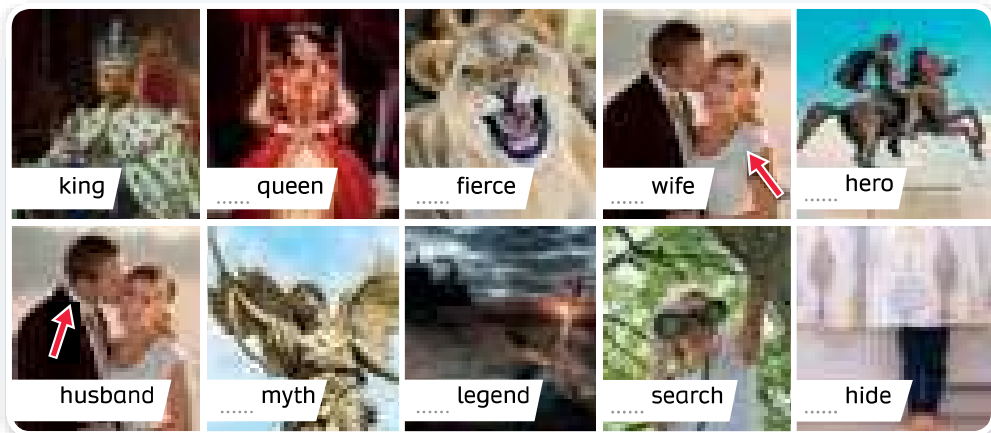 king
...... queen
...... fierce
...... wife
...... hero
husband
...... myth
...... legend
...... search
...... hide